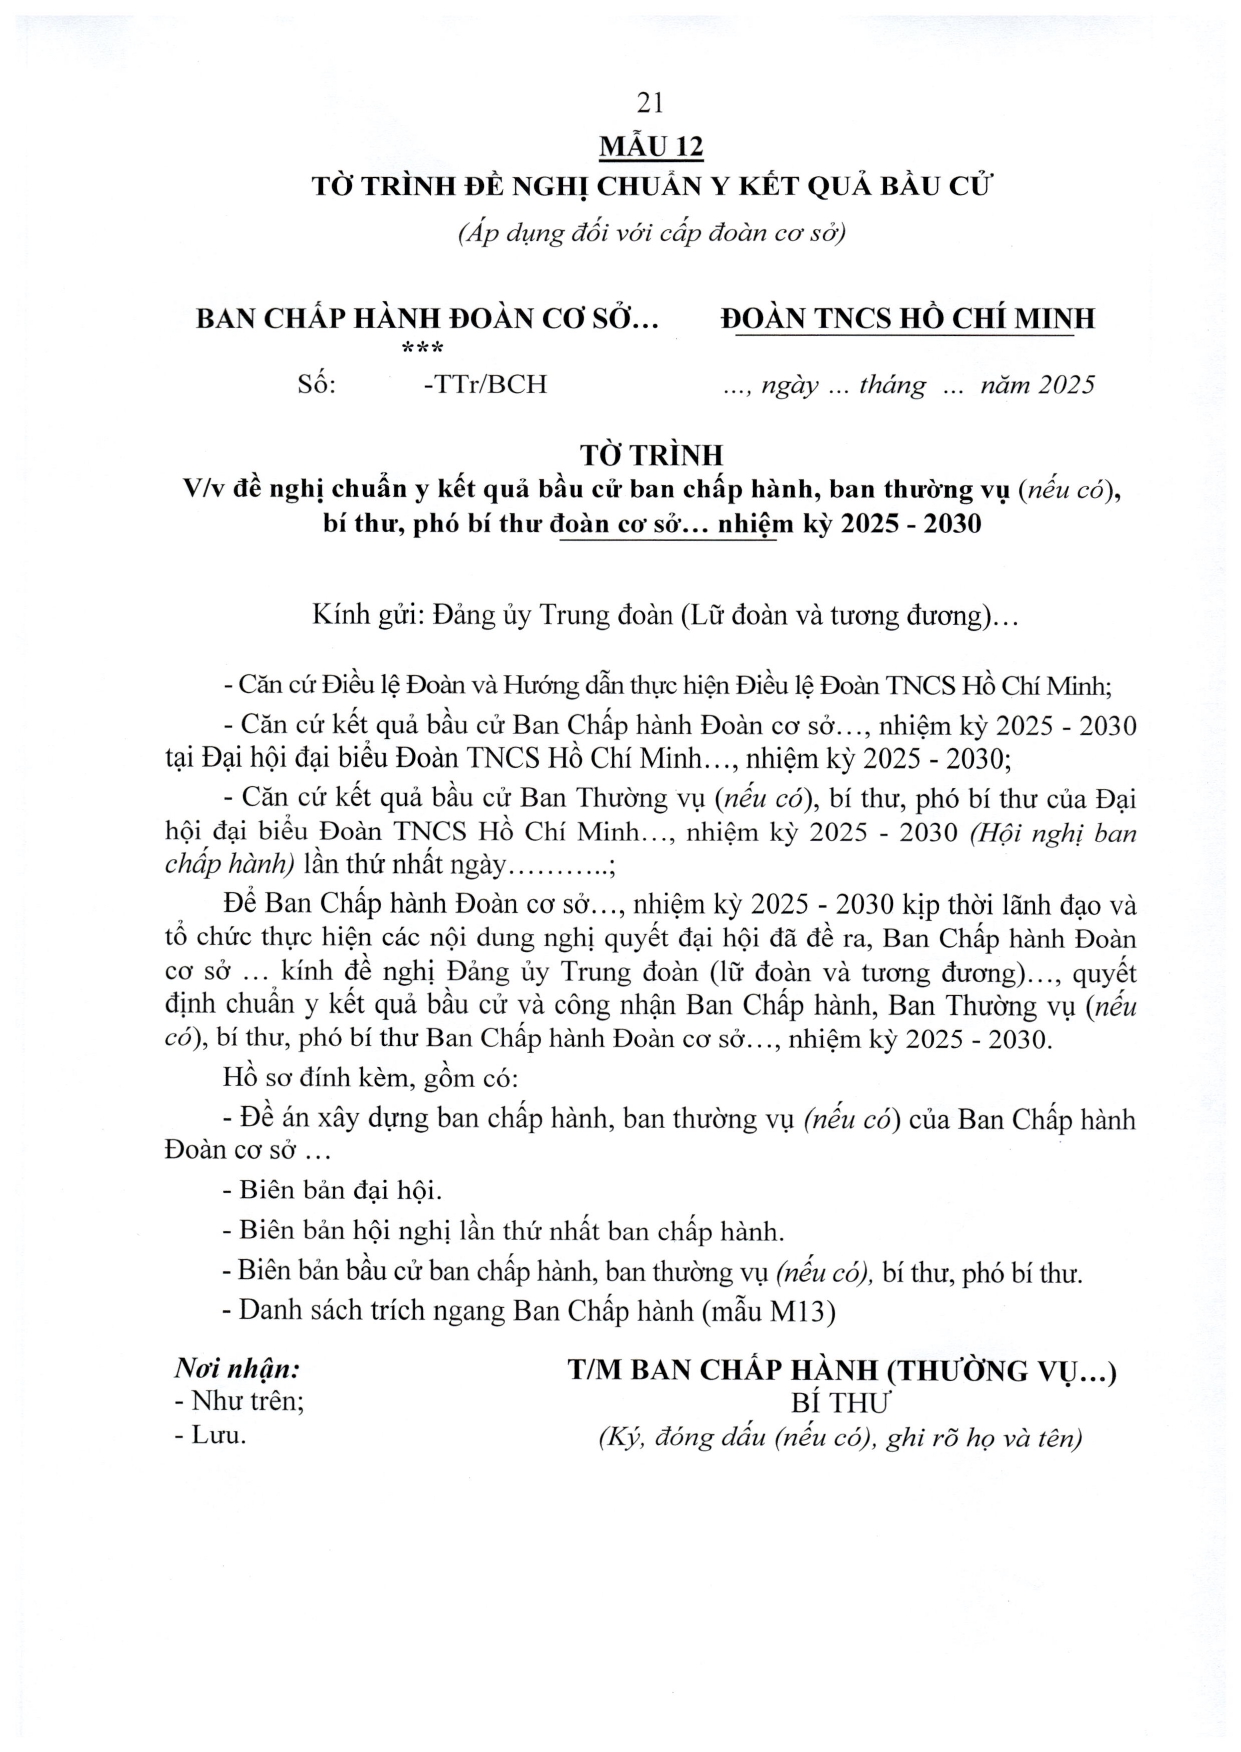 21
MẪU 12
TỜ TRÌNH ĐỀ NGHỊ CHUẨN Y KẾT QUẢ BẦU CỬ
(Áp dụng đối với cấp đoàn cơ sở)
BAN CHẤP HÀNH ĐOÀN CƠ SỞ… ĐOÀN TNCS HỒ CHÍ MINH
***
Số: -TTr/BCH …, ngày … tháng … năm 2025
TỜ TRÌNH
V/v đề nghị chuẩn y kết quả bầu cử ban chấp hành, ban thường vụ (nếu có),
bí thư, phó bí thư đoàn cơ sở… nhiệm kỳ 2025 - 2030
Kính gửi: Đảng ủy Trung đoàn (Lữ đoàn và tương đương)…
- Căn cứ Điều lệ Đoàn và Hướng dẫn thực hiện Điều lệ Đoàn TNCS Hồ Chí Minh;
- Căn cứ kết quả bầu cử Ban Chấp hành Đoàn cơ sở…, nhiệm kỳ 2025 - 2030
tại Đại hội đại biểu Đoàn TNCS Hồ Chí Minh…, nhiệm kỳ 2025 - 2030;
- Căn cứ kết quả bầu cử Ban Thường vụ (nếu có), bí thư, phó bí thư của Đại
hội đại biểu Đoàn TNCS Hồ Chí Minh…, nhiệm kỳ 2025 - 2030 (Hội nghị ban
chấp hành) lần thứ nhất ngày………..;
Để Ban Chấp hành Đoàn cơ sở…, nhiệm kỳ 2025 - 2030 kịp thời lãnh đạo và
tổ chức thực hiện các nội dung nghị quyết đại hội đã đề ra, Ban Chấp hành Đoàn
cơ sở … kính đề nghị Đảng ủy Trung đoàn (lữ đoàn và tương đương)…, quyết
định chuẩn y kết quả bầu cử và công nhận Ban Chấp hành, Ban Thường vụ (nếu
có), bí thư, phó bí thư Ban Chấp hành Đoàn cơ sở…, nhiệm kỳ 2025 - 2030.
Hồ sơ đính kèm, gồm có:
- Đề án xây dựng ban chấp hành, ban thường vụ (nếu có) của Ban Chấp hành
Đoàn cơ sở …
- Biên bản đại hội.
- Biên bản hội nghị lần thứ nhất ban chấp hành.
- Biên bản bầu cử ban chấp hành, ban thường vụ (nếu có), bí thư, phó bí thư.
- Danh sách trích ngang Ban Chấp hành (mẫu M13)
Nơi nhận: T/M BAN CHẤP HÀNH (THƯỜNG VỤ…)
- Như trên; BÍ THƯ
- Lưu. (Ký, đóng dấu (nếu có), ghi rõ họ và tên)